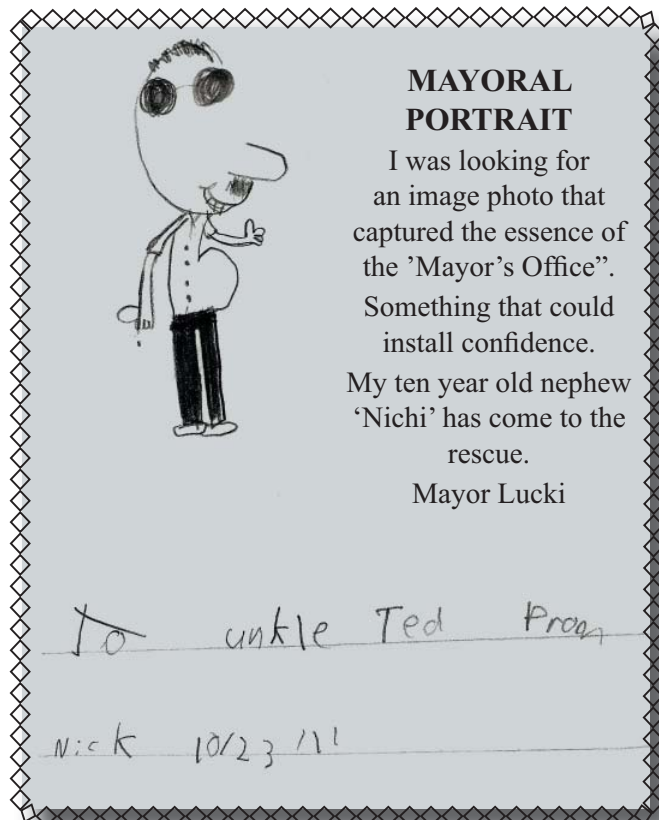 MAYORAL
PORTRAIT
I was looking for
an image photo that
captured the essence of
the ’Mayor’s Office”.
Something that could
install confidence.
My ten year old nephew
‘Nichi’ has come to the
rescue.
Mayor Lucki
To unkle Ted From
Nick 10/23/11